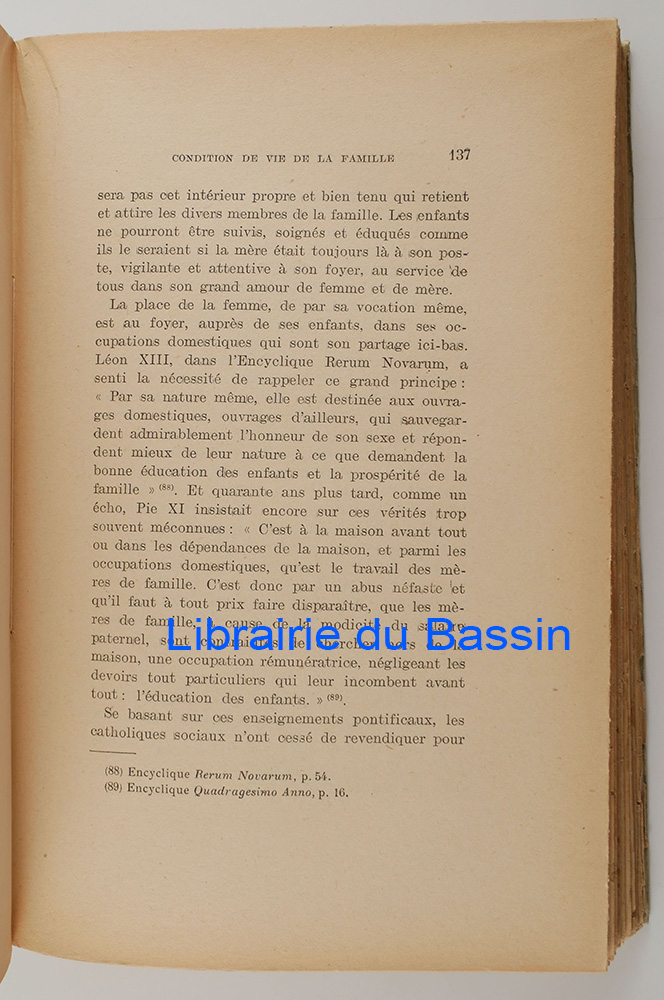 CONDITION DE VIE DE LA FAMILLE 137
sera pas cet intérieur propre et bien tenu qui retient
et attire les divers membres de la famille. Les enfants
ne pourront être suivis, soignés et éduqués comme
ils le seraient si la mère était toujours là à son pos-
te, vigilante et attentive à son foyer, au service de
tous dans son grand amour de femme et de mère.
La place de la femme, de par sa vocation même,
est au foyer, auprès de ses enfants, dans ses oc-
cupations domestiques qui sont son partage ici-bas.
Léon XIII, dans l'Encyclique Rerum Novarum, a
senti la nécessité de rappeler ce grand principe :
« Par sa nature même, elle est destinée aux ouvra-
ges domestiques, ouvrages d'ailleurs, qui sauvegar-
dent admirablement l'honneur de son sexe et répon-
dent mieux de leur nature à ce que demandent la
bonne éducation des enfants et la prospérité de la
famille » (88). Et quarante ans plus tard, comme un
écho, Pie XI insistait encore sur ces vérités trop
souvent méconnues : « C'est à la maison avant tout
ou dans les dépendances de la maison, et parmi les
occupations domestiques, qu'est le travail des mè-
res de famille. C'est donc par un abus néfaste et
qu'il faut à tout prix faire disparaître, que les mè-
res de famille, à cause de la modicité du salaire
Librairie du Bassin
paternel, sont contraintes de chercher hors de la
maison, une occupation rémunératrice, négligeant les
devoirs tout particuliers qui leur incombent avant
tout : l'éducation des enfants. » (89).
Se basant sur ces enseignements pontificaux, les
catholiques sociaux n'ont cessé de revendiquer pour
(88) Encyclique Rerum Novarum, p. 54.
(89) Encyclique Quadragesimo Anno, p. 16.